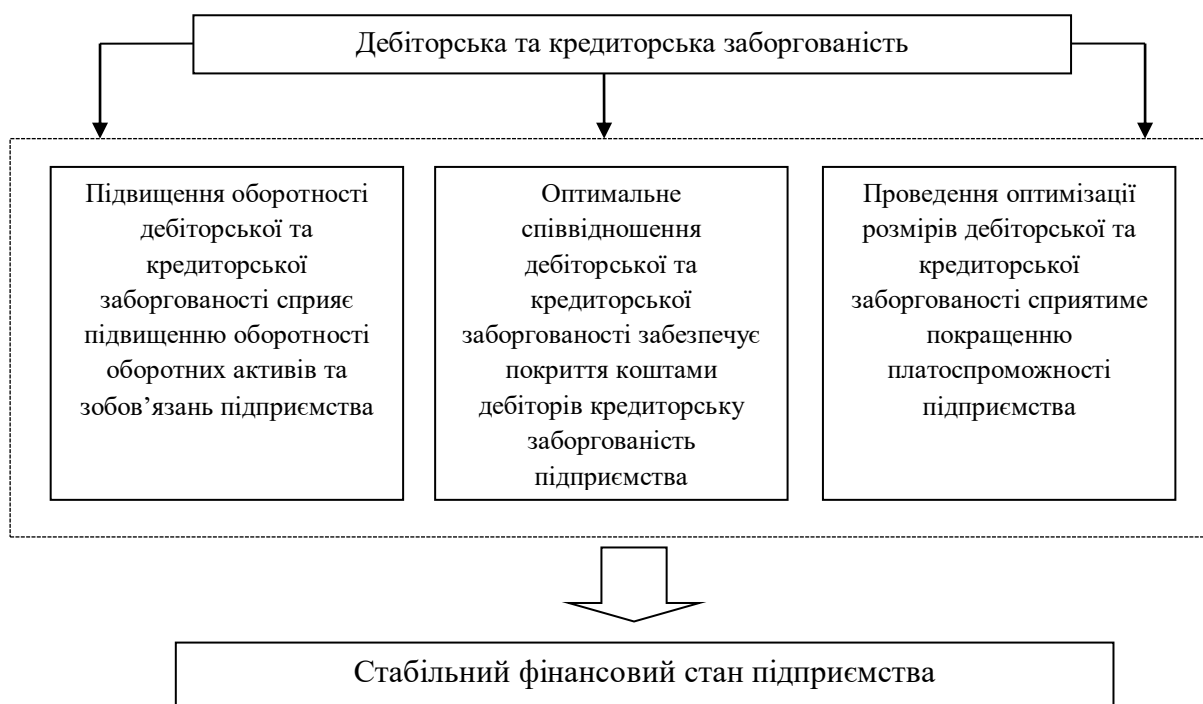 Дебіторська та кредиторська заборгованість
Підвищення оборотності
дебіторської та
кредиторської
заборгованості сприяє
підвищенню оборотності
оборотних активів та
зобов’язань підприємства
Оптимальне
співвідношення
дебіторської та
кредиторської
заборгованості забезпечує
покриття коштами
дебіторів кредиторську
заборгованість
підприємства
Проведення оптимізації
розмірів дебіторської та
кредиторської
заборгованості сприятиме
покращенню
платоспроможності
підприємства
Стабільний фінансовий стан підприємства